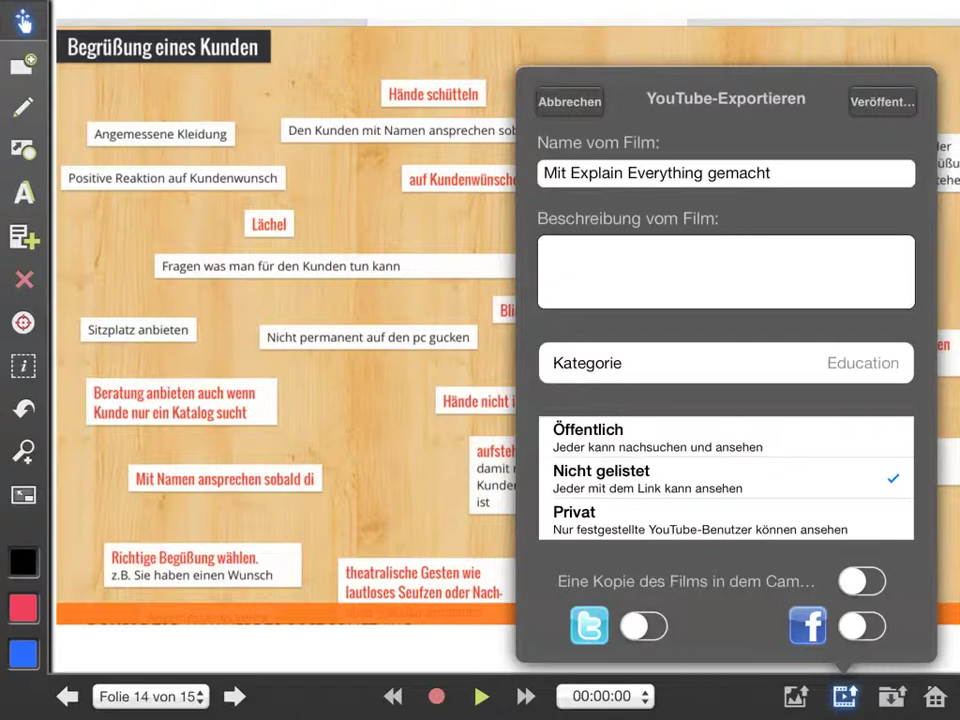 Begrüßung eines Kunden
Hände schütteln
Angemessene Kleidung
Den Kunden mit Namen ansprechen
Positive Reaktion auf Kundenwunsch
auf Kundenwünsche
Lächel
Fragen was man für den Kunden tun kann
Sitzplatz anbieten
Nicht permanent auf den pc gucken
Beratung anbieten auch wenn
Kunde nur ein Katalog sucht
Hände nicht
Mit Namen ansprechen sobald di
damit
ist
Richtige Begüßung wählen.
z.B. Sie haben einen Wunsch
theatralische Gesten wie
lautloses Seufzen oder Nach-
Abbrechen
YouTube-Exportieren
Veröffent...
Name vom Film:
Mit Explain Everything gemacht
Beschreibung vom Film:
Kategorie
Education
Öffentlich
Jeder kann nachsuchen und ansehen
Nicht gelistet
Jeder mit dem Link kann ansehen
Privat
Nur festgestellte YouTube-Benutzer können ansehen
Eine Kopie des Films in dem Cam...
Folie 14 von 15
00:00:00